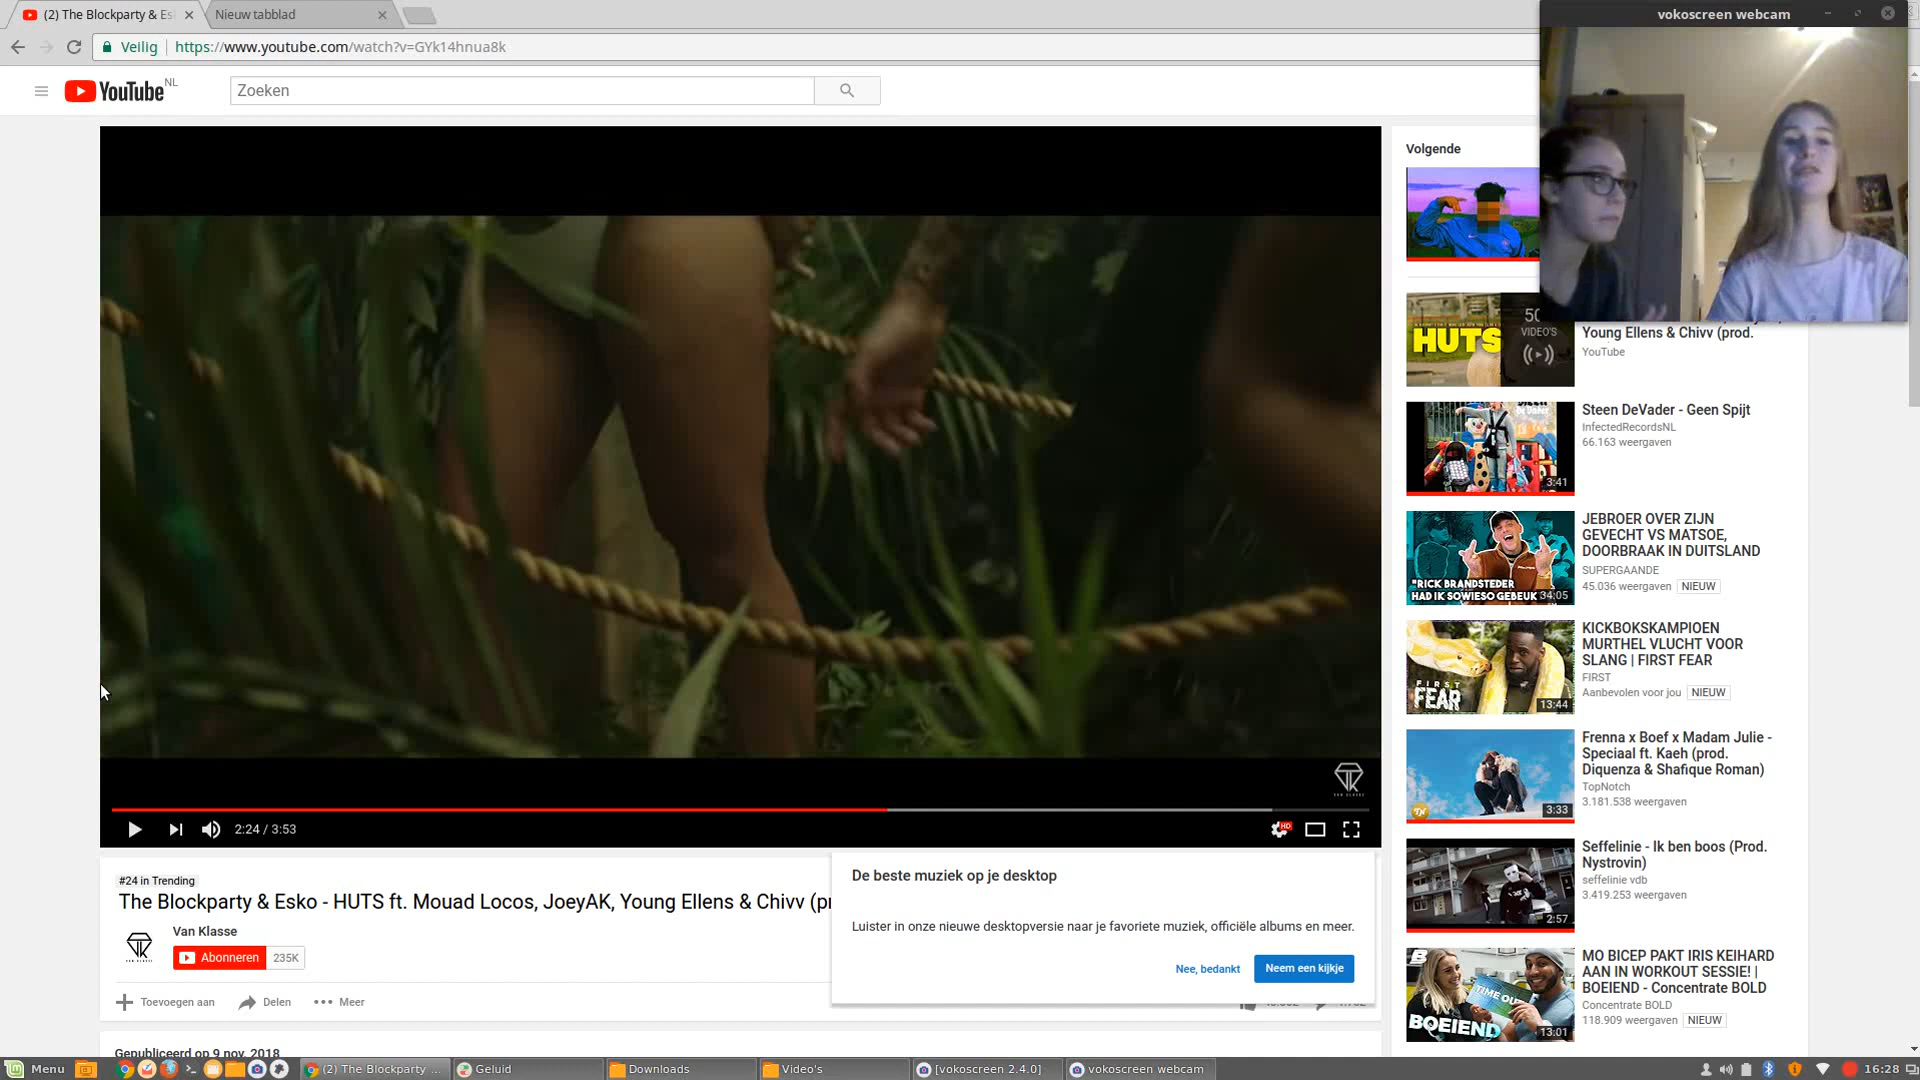 (2) The Blockparty & Es
Nieuw tabblad
vokoscreen webcam
Veilig
https://www.youtube.com/watch?v=GYk14hnua8k
YouTube NL
Zoeken
Volgende
HUTS
50
VIDEO'S
Young Ellens & Chivv (prod.
YouTube
Steen DeVader - Geen Spijt
InfectedRecordsNL
66.163 weergaven
3:41
JEBROER OVER ZIJN
GEVECHT VS MATSOE,
DOORBRAAK IN DUITSLAND
SUPERGAANDE
45.036 weergaven NIEUW
"RICK BRANDSTEDER
HAD IK SOWIESO GEBEUK
34:05
KICKBOKSKAMPIOEN
MURTHEL VLUCHT VOOR
SLANG | FIRST FEAR
FIRST
Aanbevolen voor jou NIEUW
FIRST
FEAR
13:44
Frenna x Boef x Madam Julie -
Speciaal ft. Kaeh (prod.
Diquenza & Shafique Roman)
TopNotch
3.181.538 weergaven
3:33
Seffelinie - Ik ben boos (Prod.
Nystrovin)
seffelinie vdb
3.419.253 weergaven
2:57
MO BICEP PAKT IRIS KEIHARD
AAN IN WORKOUT SESSIE! |
BOEIEND - Concentrate BOLD
Concentrate BOLD
118.909 weergaven NIEUW
TIME OUT
BOEIEND
13:01
2:24 / 3:53
HD
#24 in Trending
The Blockparty & Esko - HUTS ft. Mouad Locos, JoeyAK, Young Ellens & Chivv (pr
Van Klasse
Abonneren 235K
Toevoegen aan
Delen
Meer
De beste muziek op je desktop
Luister in onze nieuwe desktopversie naar je favoriete muziek, officiële albums en meer.
Nee, bedankt
Neem een kijkje
Gepubliceerd op 9 nov. 2018
Menu
(2) The Blockparty ...
Geluid
Downloads
Video's
[vokoscreen 2.4.0]
vokoscreen webcam
16:28